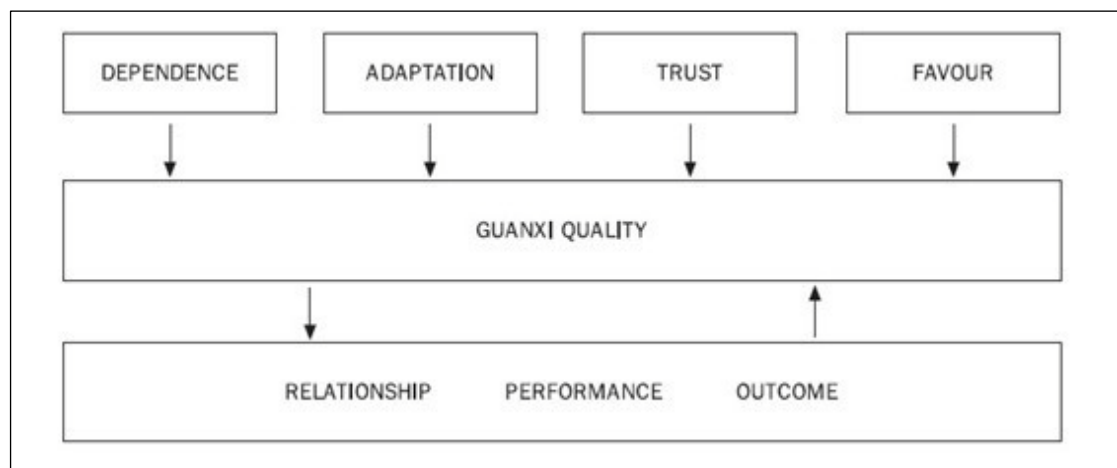 DEPENDENCE
ADAPTATION
TRUST
FAVOUR
GUANXI QUALITY
RELATIONSHIP PERFORMANCE OUTCOME